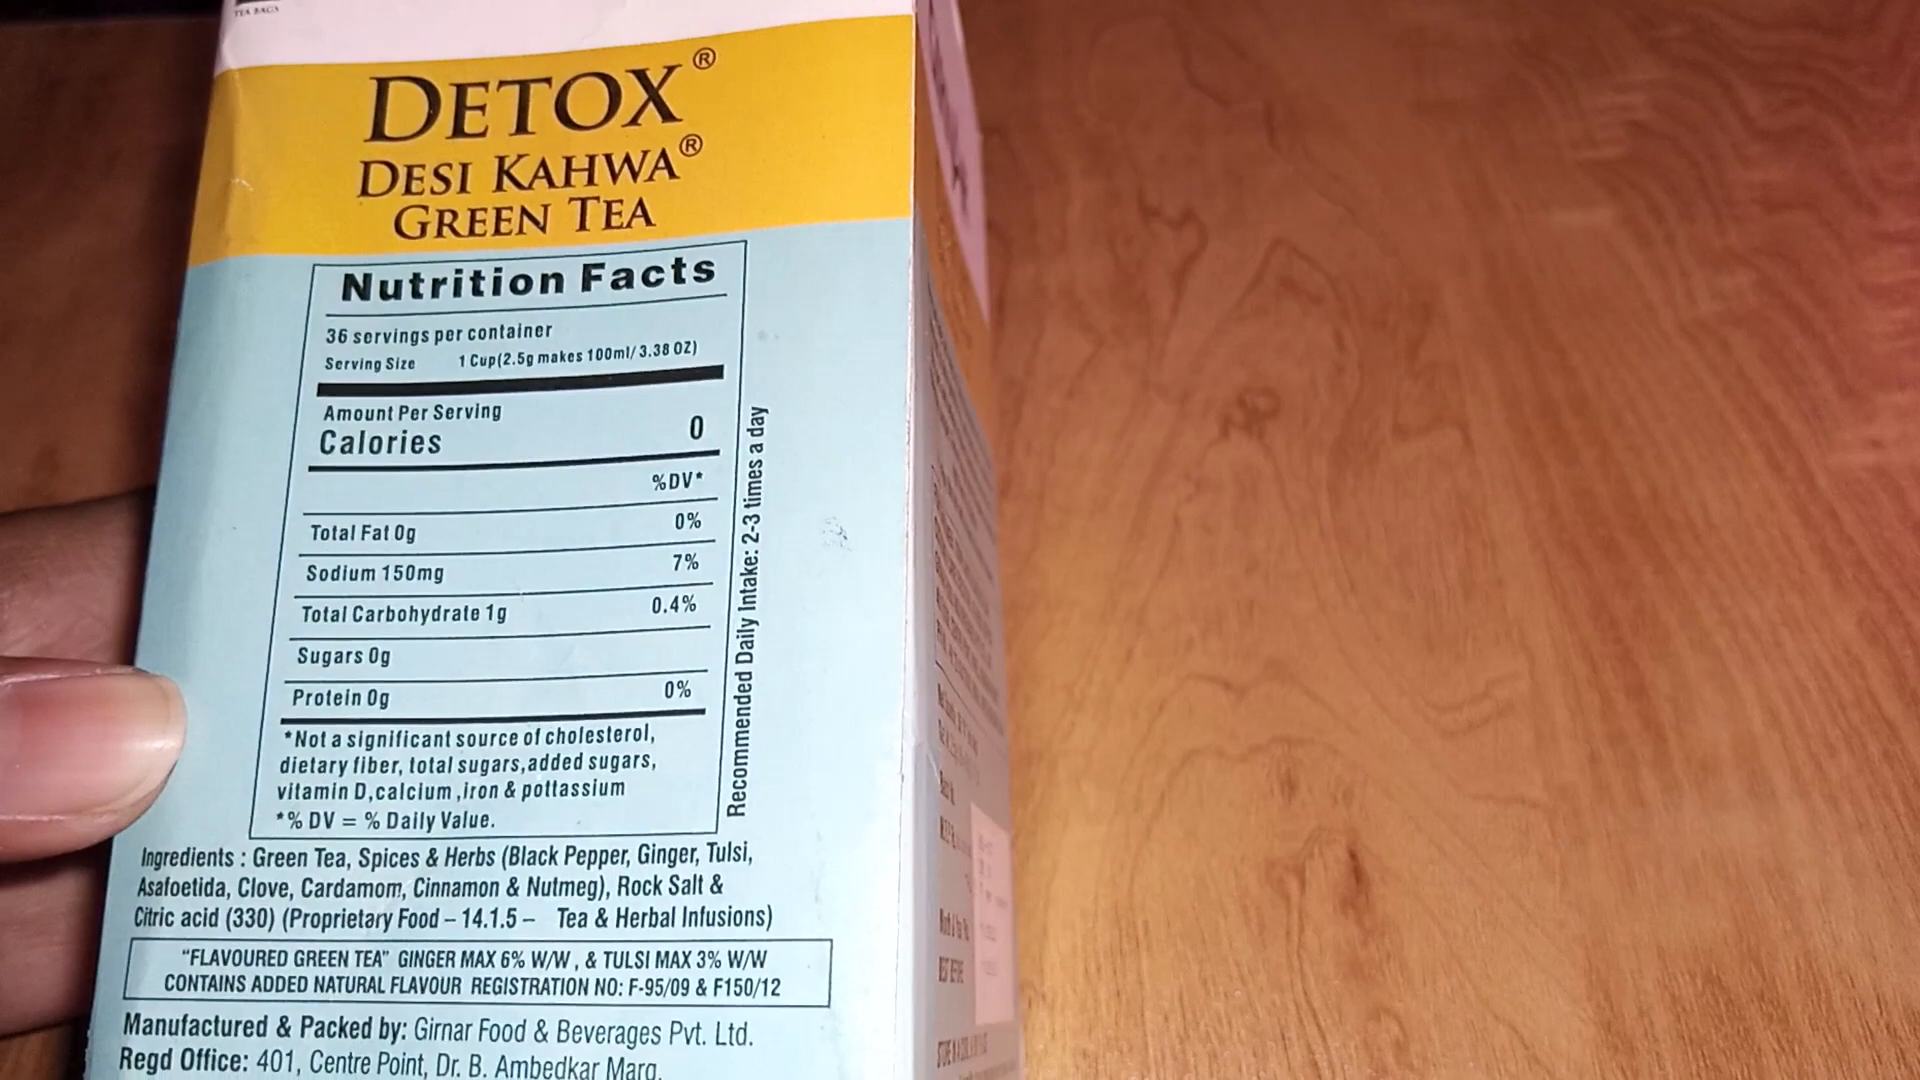 TEA BAGS
DETOX®
DESI KAHWA®
GREEN TEA
Nutrition Facts
36 servings per container
Serving Size 1 Cup(2.5g makes 100ml/3.38 OZ)
Amount Per Serving
Calories 0
%DV*
Total Fat 0g 0%
Sodium 150mg 7%
Total Carbohydrate 1g 0.4%
Sugars 0g
Protein 0g 0%
*Not a significant source of cholesterol,
dietary fiber, total sugars,added sugars,
vitamin D,calcium ,iron & pottassium
*% DV = % Daily Value.
Recommended Daily Intake: 2-3 times a day
Ingredients : Green Tea, Spices & Herbs (Black Pepper, Ginger, Tulsi,
Asafoetida, Clove, Cardamom, Cinnamon & Nutmeg), Rock Salt &
Citric acid (330) (Proprietary Food – 14.1.5 – Tea & Herbal Infusions)
"FLAVOURED GREEN TEA" GINGER MAX 6% W/W , & TULSI MAX 3% W/W
CONTAINS ADDED NATURAL FLAVOUR REGISTRATION NO: F-95/09 & F150/12
Manufactured & Packed by: Girnar Food & Beverages Pvt. Ltd.
Regd Office: 401, Centre Point, Dr. B. Ambedkar Marg,